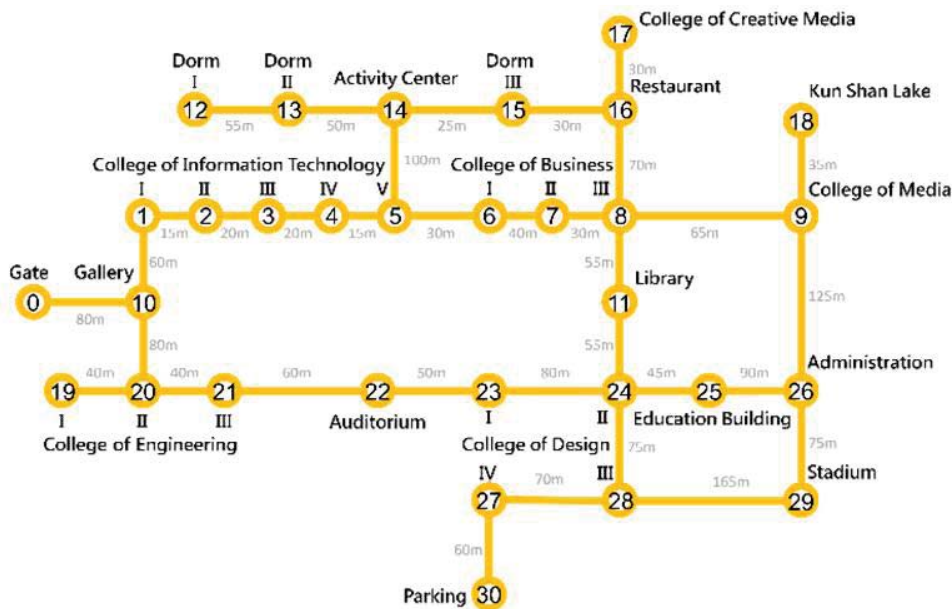 17 College of Creative Media
30m
Dorm I
Dorm II
Activity Center
Dorm III
Restaurant
Kun Shan Lake
12 13 14 15 16 18
55m 50m 25m 30m
100m 70m 35m
College of Information Technology
College of Business
College of Media
I II III IV V I II III
1 2 3 4 5 6 7 8 9
15m 20m 20m 15m 30m 40m 30m 65m
60m 55m
Gate
Gallery
Library
0 10 11
125m
80m
80m 55m
Administration
40m 40m 60m 50m 80m 45m 90m
19 20 21 22 23 24 25 26
I II III Auditorium I II Education Building
College of Engineering
College of Design
75m 75m
IV 70m III 165m Stadium
27 28 29
60m
Parking 30